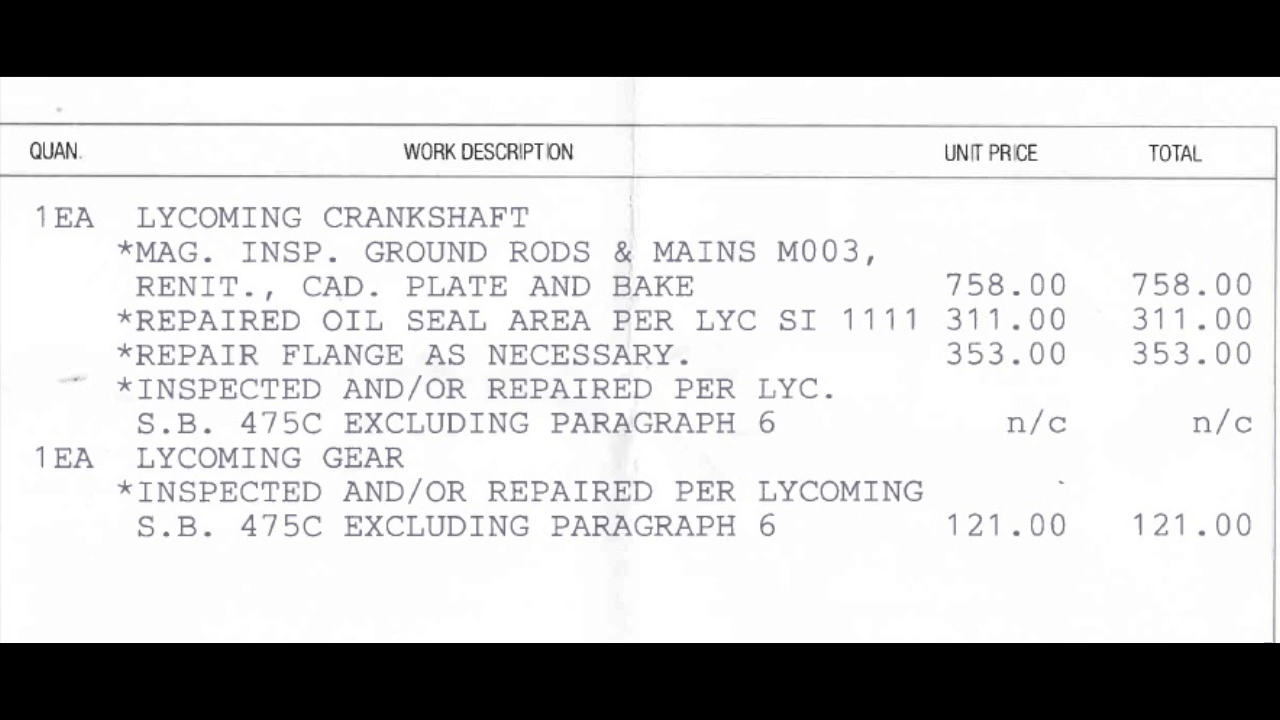 QUAN. WORK DESCRIPTION UNIT PRICE TOTAL
1EA LYCOMING CRANKSHAFT
*MAG. INSP. GROUND RODS & MAINS M003,
RENIT., CAD. PLATE AND BAKE 758.00 758.00
*REPAIRED OIL SEAL AREA PER LYC SI 1111 311.00 311.00
*REPAIR FLANGE AS NECESSARY. 353.00 353.00
*INSPECTED AND/OR REPAIRED PER LYC.
S.B. 475C EXCLUDING PARAGRAPH 6 n/c n/c
1EA LYCOMING GEAR
*INSPECTED AND/OR REPAIRED PER LYCOMING
S.B. 475C EXCLUDING PARAGRAPH 6 121.00 121.00